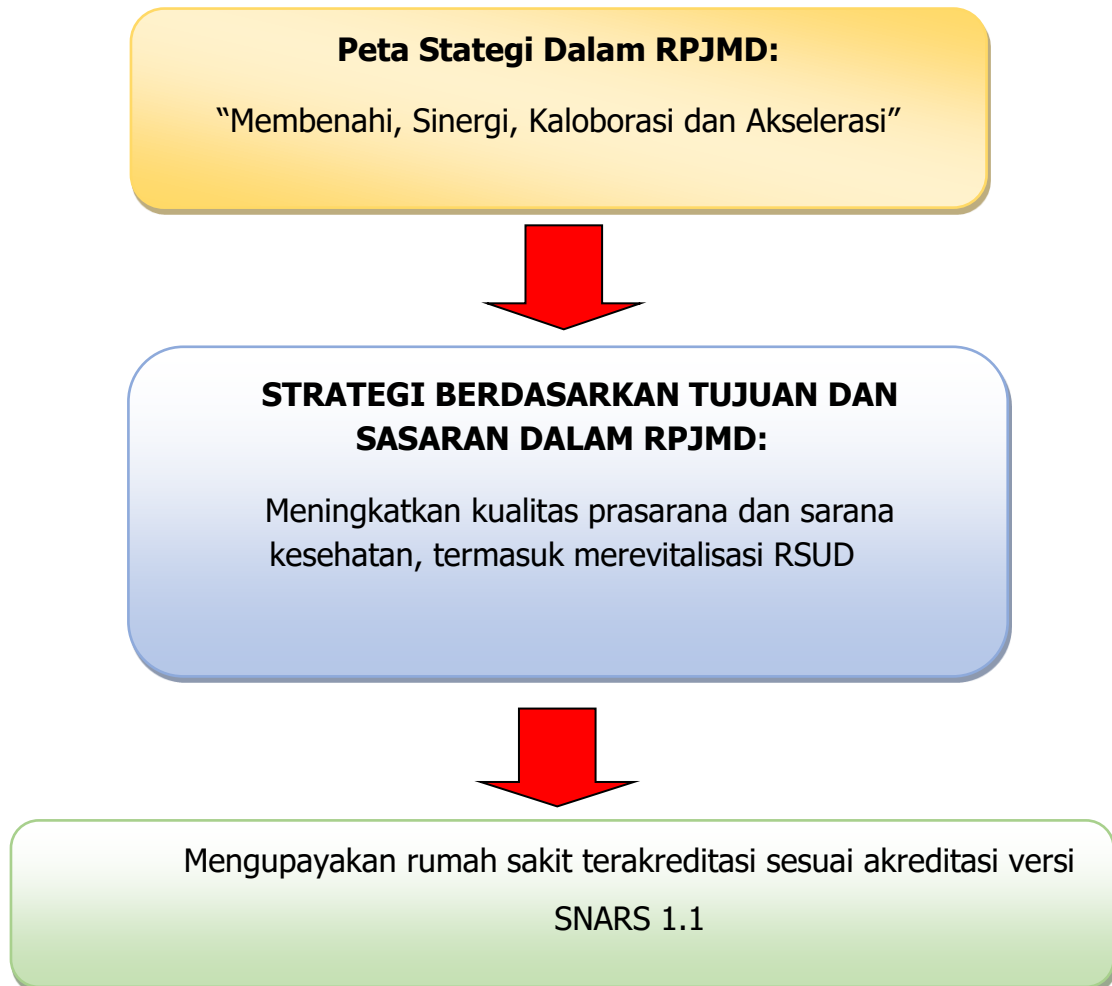 Peta Stategi Dalam RPJMD:
“Membenahi, Sinergi, Kaloborasi dan Akselerasi”
STRATEGI BERDASARKAN TUJUAN DAN
SASARAN DALAM RPJMD:
Meningkatkan kualitas prasarana dan sarana
kesehatan, termasuk merevitalisasi RSUD
Mengupayakan rumah sakit terakreditasi sesuai akreditasi versi
SNARS 1.1